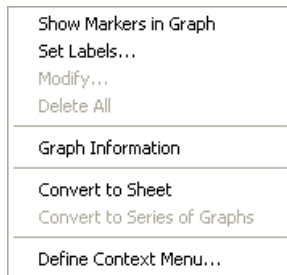 Show Markers in Graph
Set Labels...
Modify...
Delete All
Graph Information
Convert to Sheet
Convert to Series of Graphs
Define Context Menu...